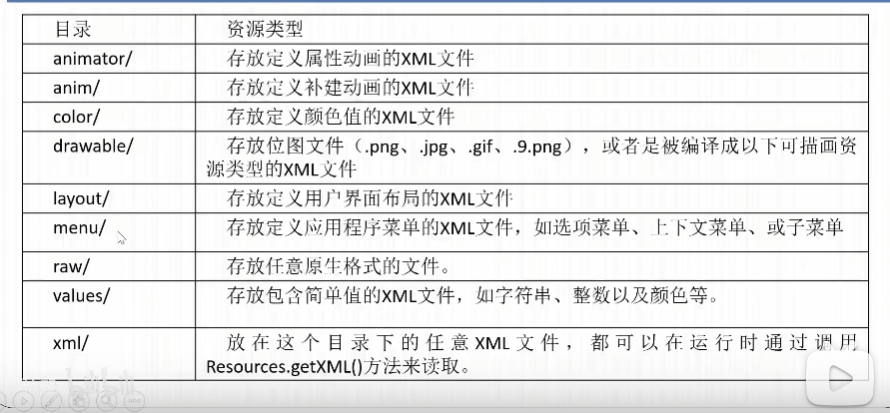 目录 资源类型
animator/ 存放定义属性动画的XML文件
anim/ 存放定义补建动画的XML文件
color/ 存放定义颜色值的XML文件
drawable/ 存放位图文件（.png、.jpg、.gif、.9.png），或者是被编译成以下可描画资
源类型的XML文件
layout/ 存放定义用户界面布局的XML文件
menu/ 存放定义应用程序菜单的XML文件，如选项菜单、上下文菜单、或子菜单
raw/ 存放任意原生格式的文件。
values/ 存放包含简单值的XML文件，如字符串、整数以及颜色等。
xml/ 放在这个目录下的任意XML文件，都可以在运行时通过调用
Resources.getXML()方法来读取。